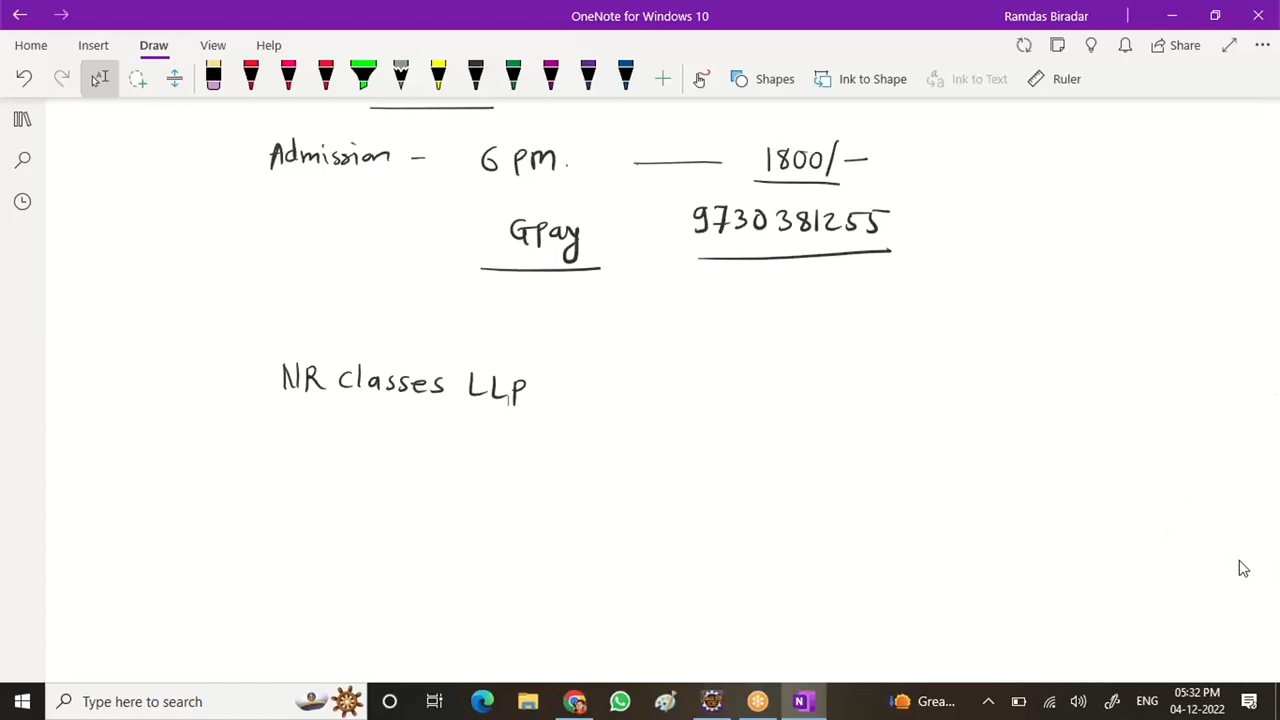 OneNote for Windows 10
Ramdas Biradar
Home Insert Draw View Help
Share
Shapes Ink to Shape Ink to Text Ruler
Admission - 6 pm. 1800/-
GPay 9730381255
NR classes LLP
Type here to search
Grea...
ENG
05:32 PM
04-12-2022